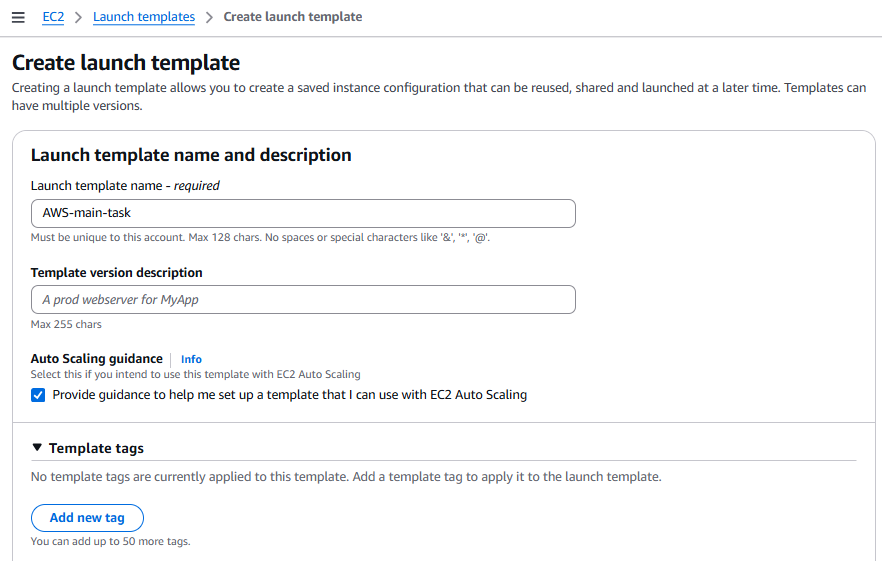 EC2 > Launch templates > Create launch template
Create launch template
Creating a launch template allows you to create a saved instance configuration that can be reused, shared and launched at a later time. Templates can
have multiple versions.
Launch template name and description
Launch template name - required
AWS-main-task
Must be unique to this account. Max 128 chars. No spaces or special characters like '&', '*', '@'.
Template version description
A prod webserver for MyApp
Max 255 chars
Auto Scaling guidance | Info
Select this if you intend to use this template with EC2 Auto Scaling
Provide guidance to help me set up a template that I can use with EC2 Auto Scaling
Template tags
No template tags are currently applied to this template. Add a template tag to apply it to the launch template.
Add new tag
You can add up to 50 more tags.